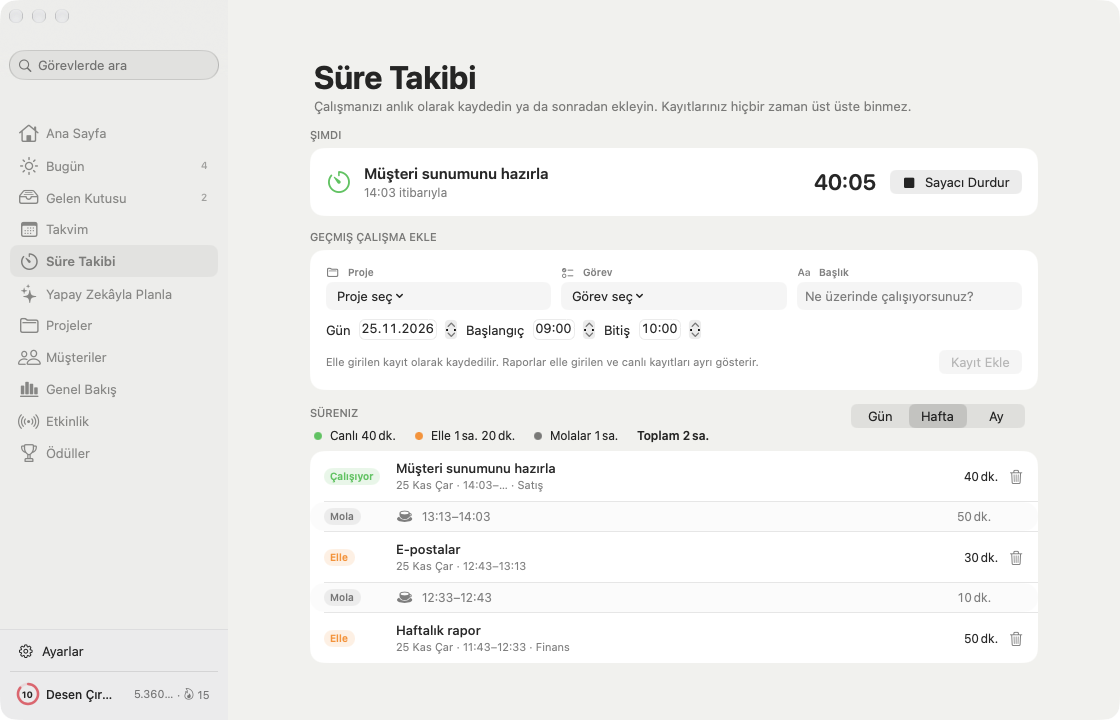 Görevlerde ara
Ana Sayfa
Bugün 4
Gelen Kutusu 2
Takvim
Süre Takibi
Yapay Zekâyla Planla
Projeler
Müşteriler
Genel Bakış
Etkinlik
Ödüller
Ayarlar
10 Desen Çır... 5.360... · 15
Süre Takibi
Çalışmanızı anlık olarak kaydedin ya da sonradan ekleyin. Kayıtlarınız hiçbir zaman üst üste binmez.
ŞIMDI
Müşteri sunumunu hazırla
14:03 itibarıyla
40:05 Sayacı Durdur
GEÇMIŞ ÇALIŞMA EKLE
Proje Görev Aa Başlık
Proje seç Görev seç Ne üzerinde çalışıyorsunuz?
Gün 25.11.2026 Başlangıç 09:00 Bitiş 10:00
Elle girilen kayıt olarak kaydedilir. Raporlar elle girilen ve canlı kayıtları ayrı gösterir. Kayıt Ekle
SÜRENIZ
Gün Hafta Ay
Canlı 40 dk. Elle 1 sa. 20 dk. Molalar 1 sa. Toplam 2 sa.
Çalışıyor Müşteri sunumunu hazırla 40 dk.
25 Kas Çar · 14:03–... · Satış
Mola 13:13–14:03 50 dk.
Elle E-postalar 30 dk.
25 Kas Çar · 12:43–13:13
Mola 12:33–12:43 10 dk.
Elle Haftalık rapor 50 dk.
25 Kas Çar · 11:43–12:33 · Finans